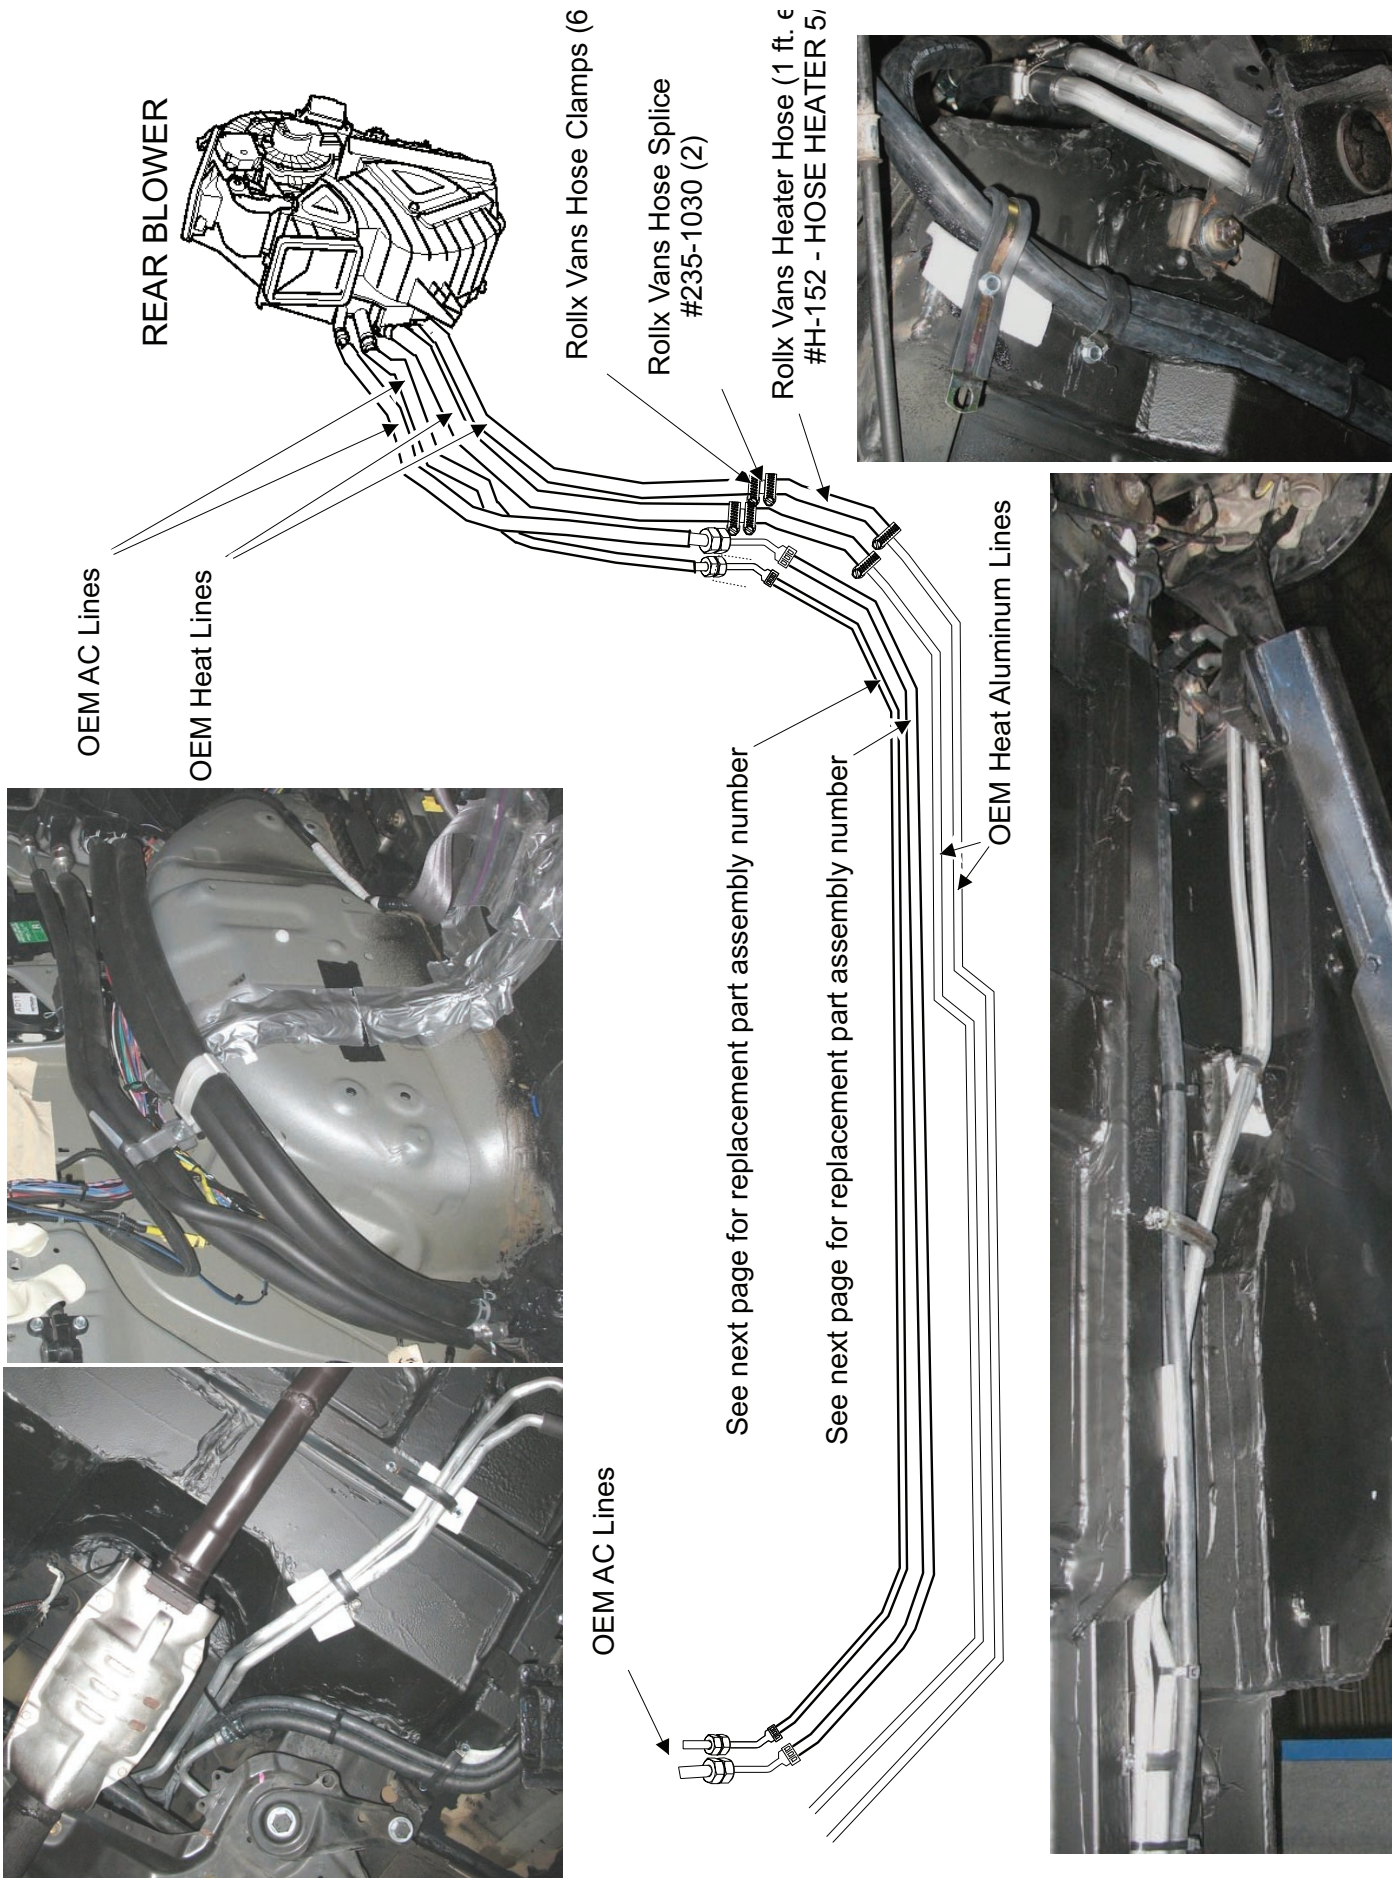 REAR BLOWER
Rollx Vans Hose Clamps (6
Rollx Vans Hose Splice
#235-1030 (2)
Rollx Vans Heater Hose (1 ft. e
#H-152 - HOSE HEATER 5/
OEM AC Lines
OEM Heat Lines
OEM Heat Aluminum Lines
See next page for replacement part assembly number
See next page for replacement part assembly number
OEM AC Lines